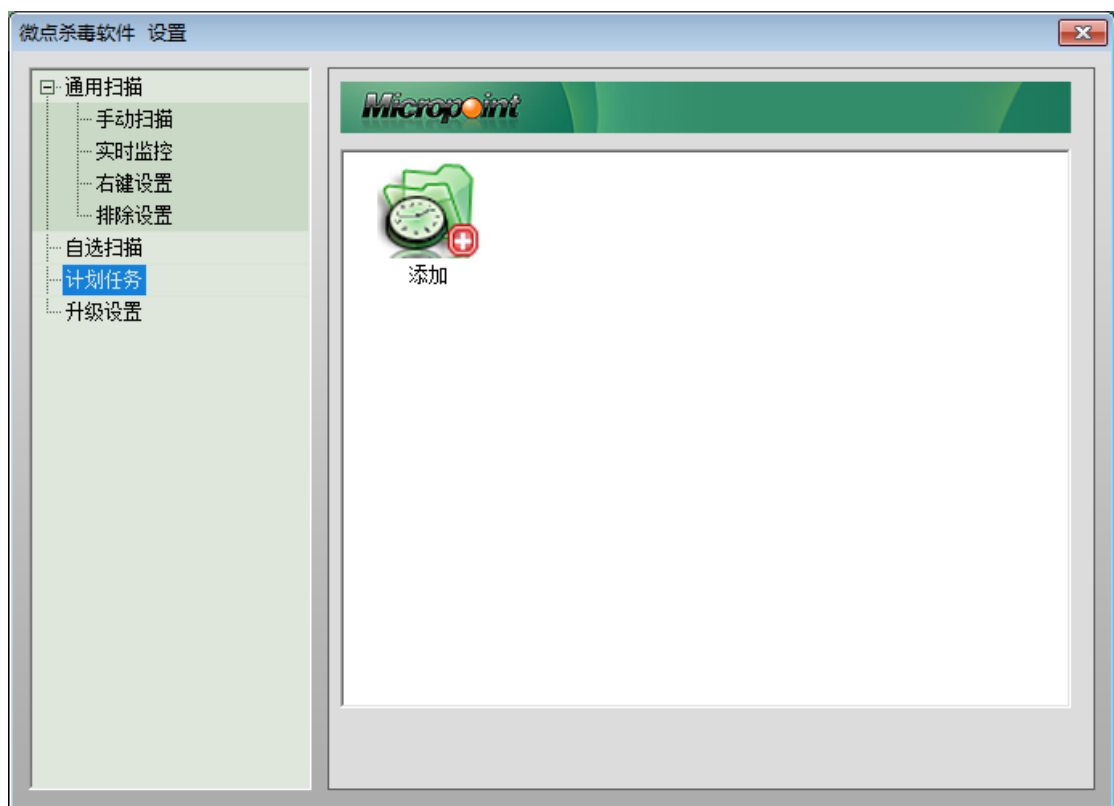 微点杀毒软件 设置
通用扫描
手动扫描
实时监控
右键设置
排除设置
自选扫描
计划任务
升级设置
Micropoint
添加